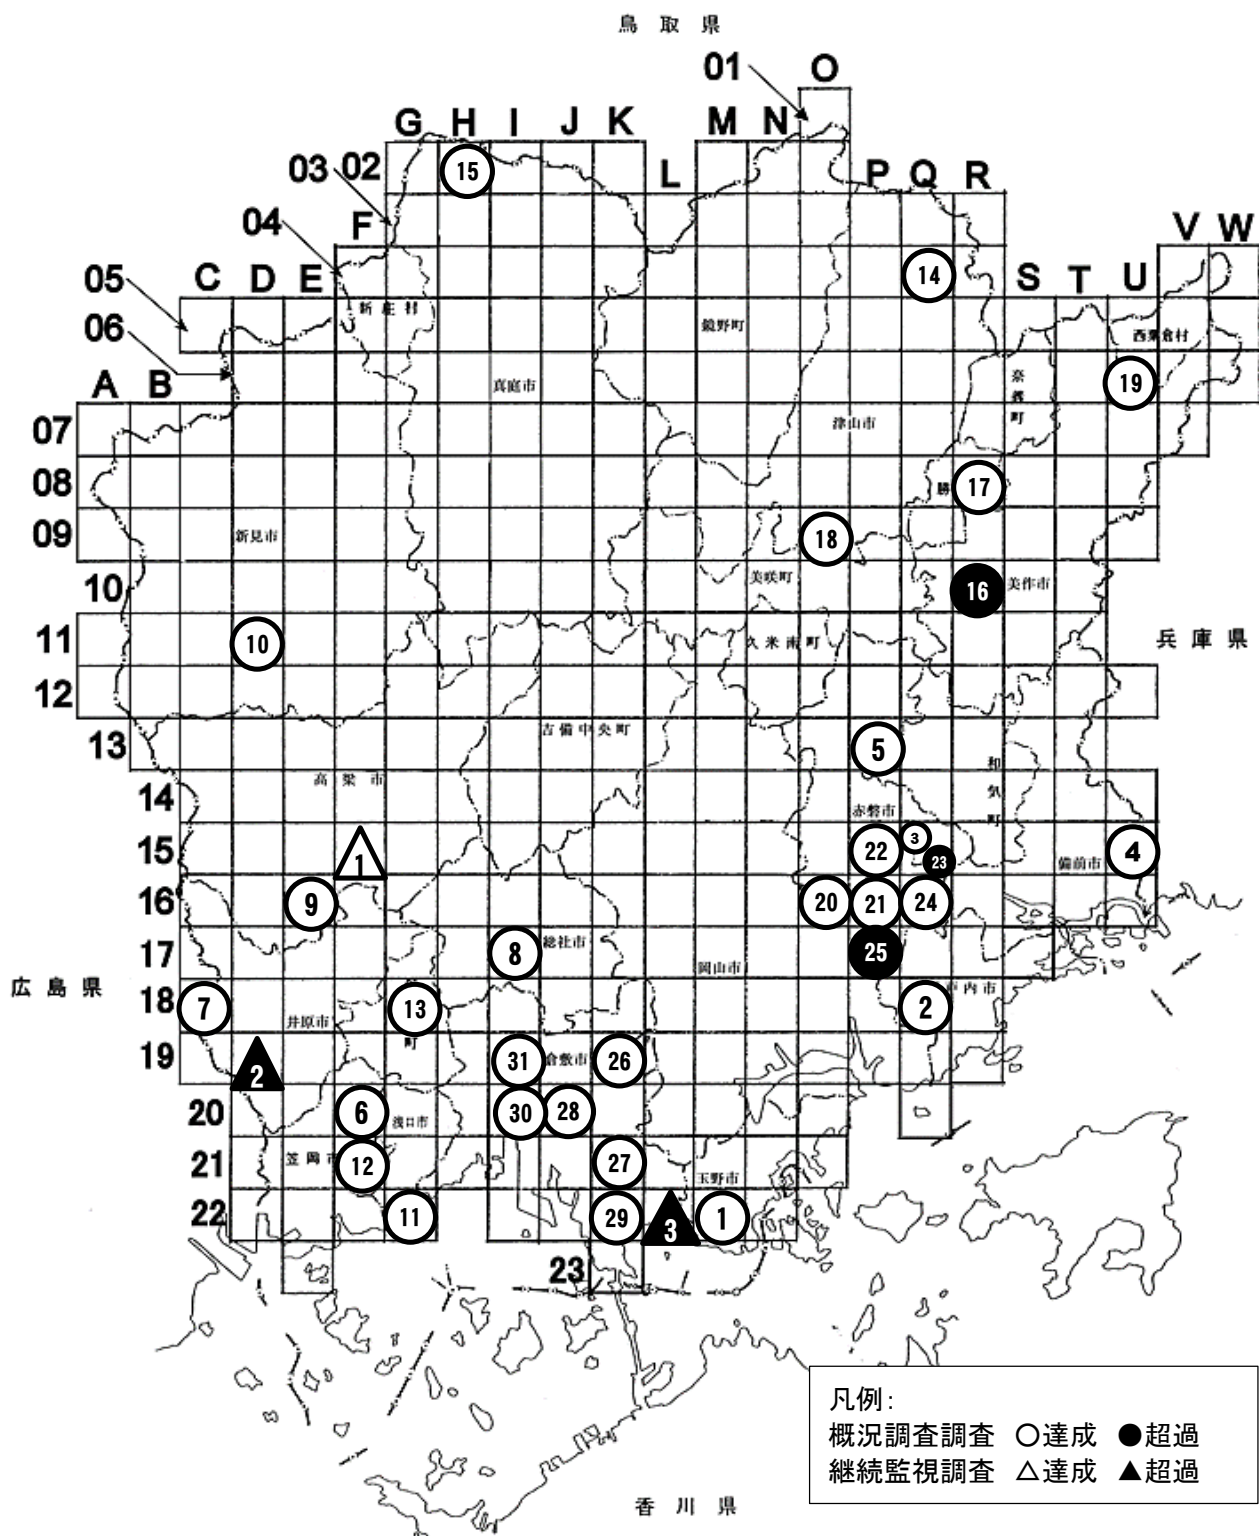 鳥取県
01 O
G H I J K M N
03 02 15 L P Q R
04 F V W
05 C D E 14 S T U
新庄村
06 鏡野町 西粟倉村
A B 真庭市 奈義町 19
07 津山市
08 勝 17
09 新見市 18
10 美咲町 16 美作市
11 10 久米南町 兵庫県
12
13 吉備中央町 5
和気町
14 高梁市
赤磐市
15 1 22 3 23 備前市 4
16 9 20 21 24
17 8 総社市 岡山市 25
広島県
18 7 井原市 13 2 戸内市
町
19 2 31 倉敷市 26
20 6 浅口市 30 28
21 笠岡市 12 27 玉野市
22 11 29 3 1
23
凡例:
概況調査調査 ○達成 ●超過
継続監視調査 △達成 ▲超過
香川県